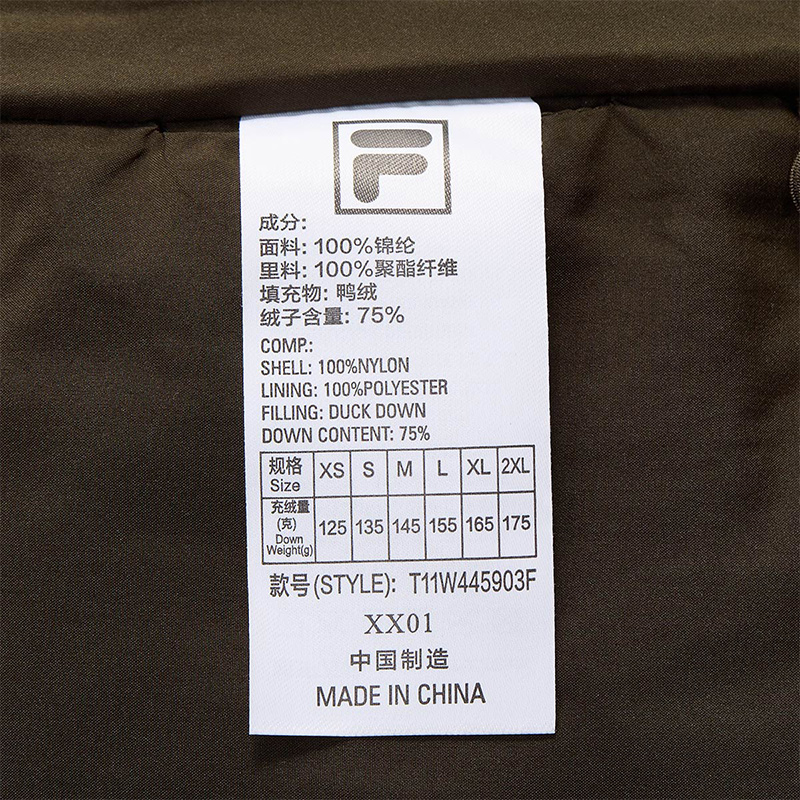 F
成分:
面料: 100%锦纶
里料: 100%聚酯纤维
填充物: 鸭绒
绒子含量: 75%
COMP.:
SHELL: 100%NYLON
LINING: 100%POLYESTER
FILLING: DUCK DOWN
DOWN CONTENT: 75%
规格 Size XS S M L XL 2XL
充绒量 (克) Down Weight(g) 125 135 145 155 165 175
款号(STYLE): T11W445903F
XX01
中国制造
MADE IN CHINA